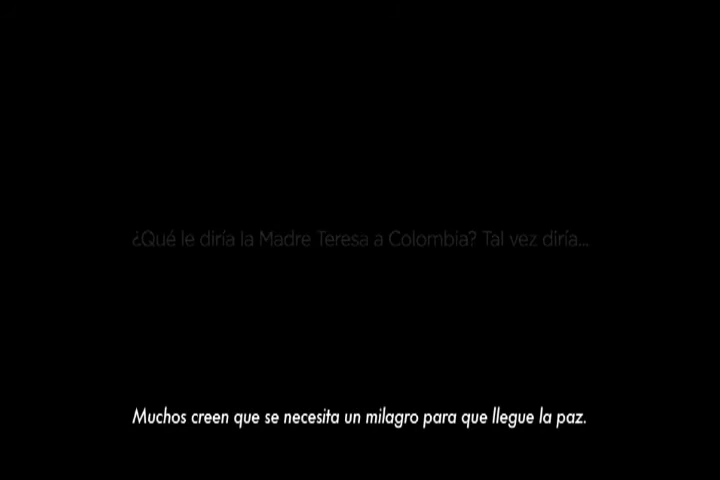 ¿Qué le diría la Madre Teresa a Colombia? Tal vez diría...
Muchos creen que se necesita un milagro para que llegue la paz.